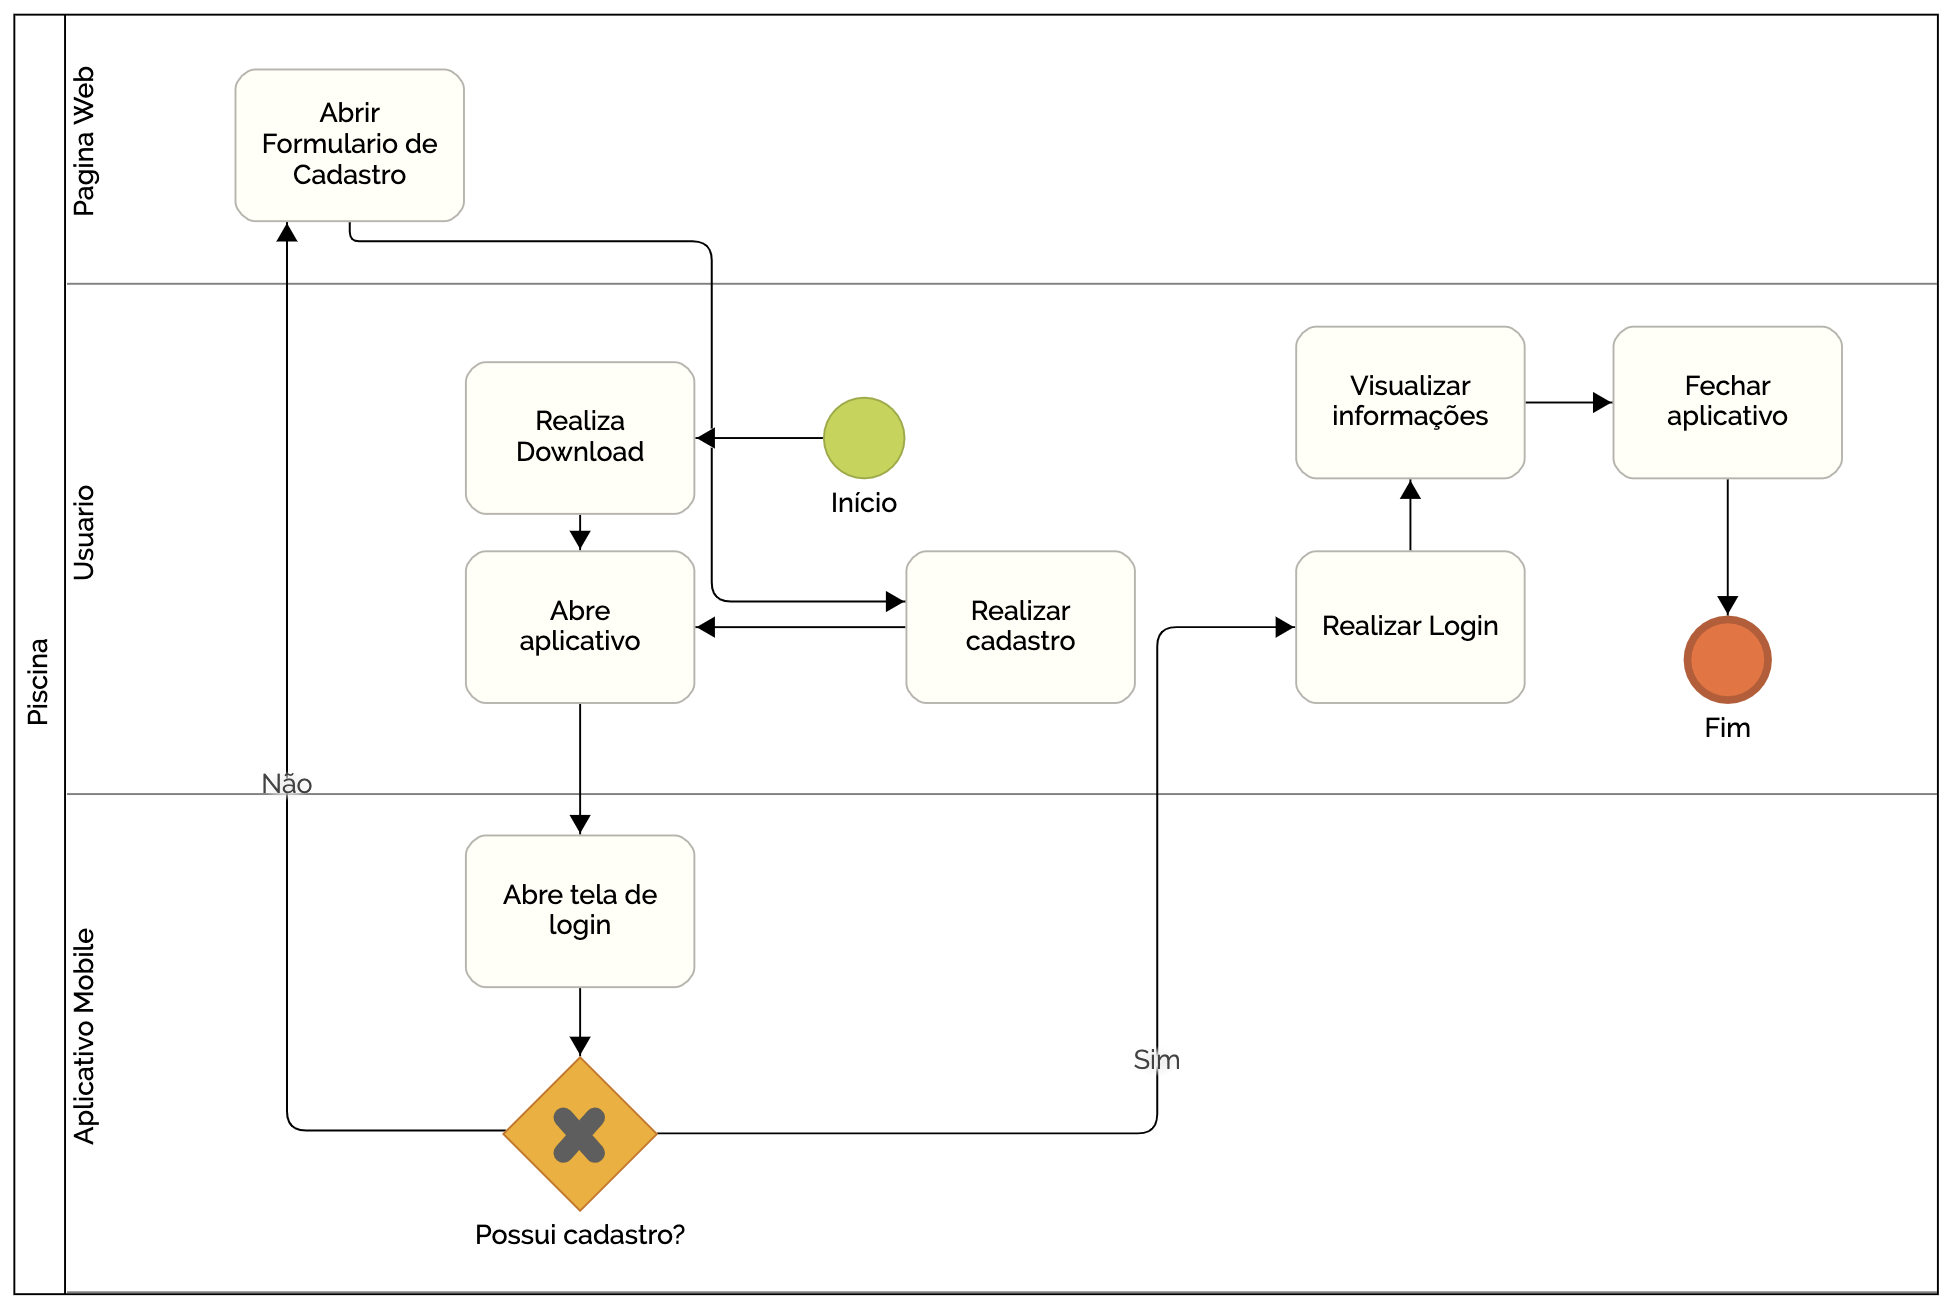 Piscina
Pagina Web
Abrir
Formulario de
Cadastro
Usuario
Realiza
Download
Início
Visualizar
informações
Fechar
aplicativo
Abre
aplicativo
Realizar
cadastro
Realizar Login
Fim
Não
Aplicativo Mobile
Abre tela de
login
Sim
Possui cadastro?